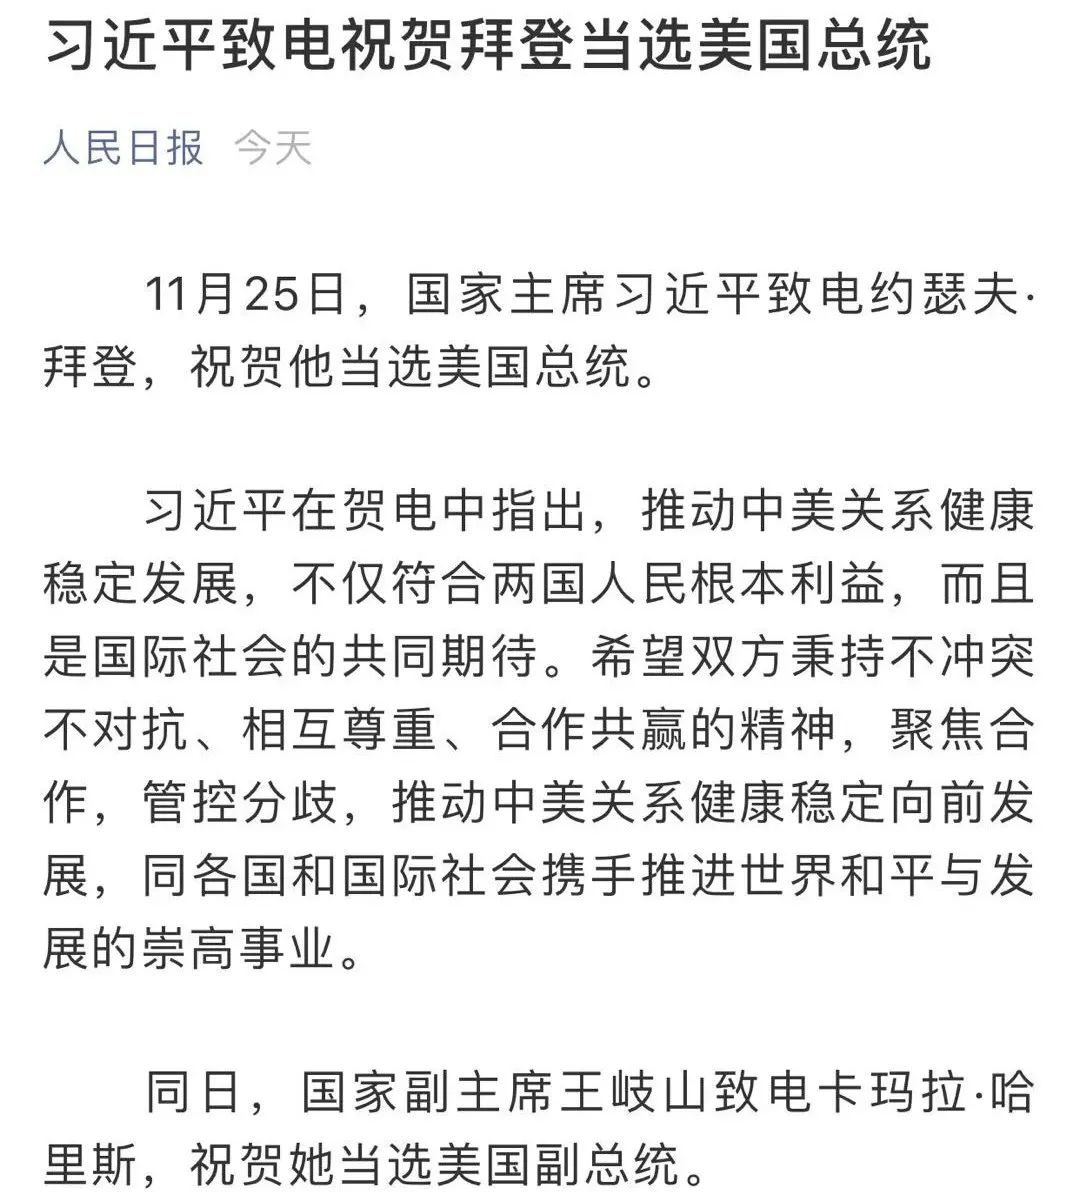 习近平致电祝贺拜登当选美国总统
人民日报 今天
11月25日，国家主席习近平致电约瑟夫·
拜登，祝贺他当选美国总统。
习近平在贺电中指出，推动中美关系健康
稳定发展，不仅符合两国人民根本利益，而且
是国际社会的共同期待。希望双方秉持不冲突
不对抗、相互尊重、合作共赢的精神，聚焦合
作，管控分歧，推动中美关系健康稳定向前发
展，同各国和国际社会携手推进世界和平与发
展的崇高事业。
同日，国家副主席王岐山致电卡玛拉·哈
里斯，祝贺她当选美国副总统。